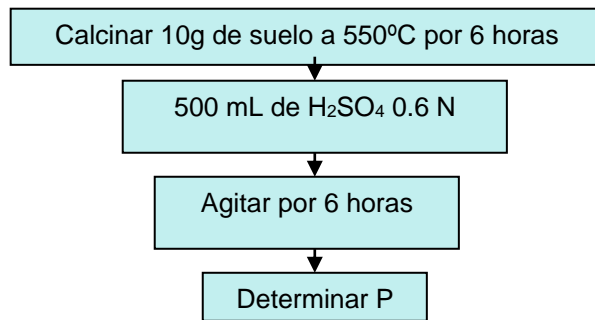 Calcinar 10g de suelo a 550ºC por 6 horas
500 mL de H₂SO₄ 0.6 N
Agitar por 6 horas
Determinar P